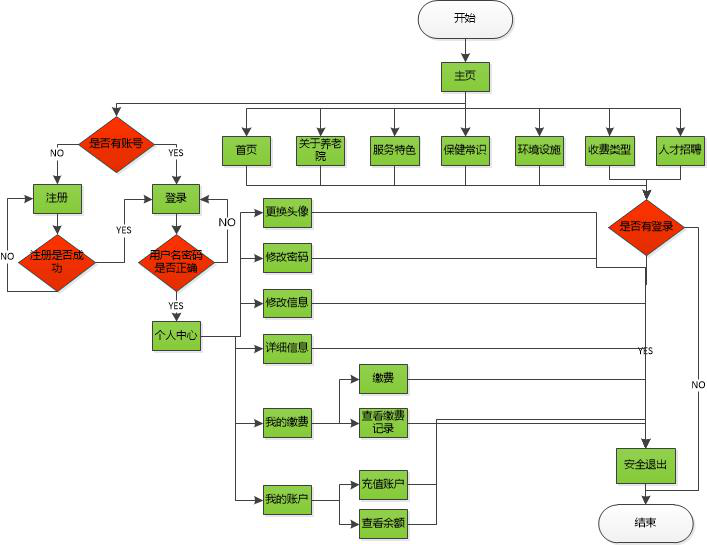 开始
主页
是否有账号
首页
关于养老
院
服务特色
保健常识
环境设施
收费类型
人才招聘
NO
YES
注册
登录
更换头像
是否有登录
NO
YES
注册是否成
功
NO
用户名密码
是否正确
修改密码
YES
修改信息
个人中心
详细信息
YES
缴费
NO
我的缴费
查看缴费
记录
安全退出
充值账户
我的账户
查看余额
结束